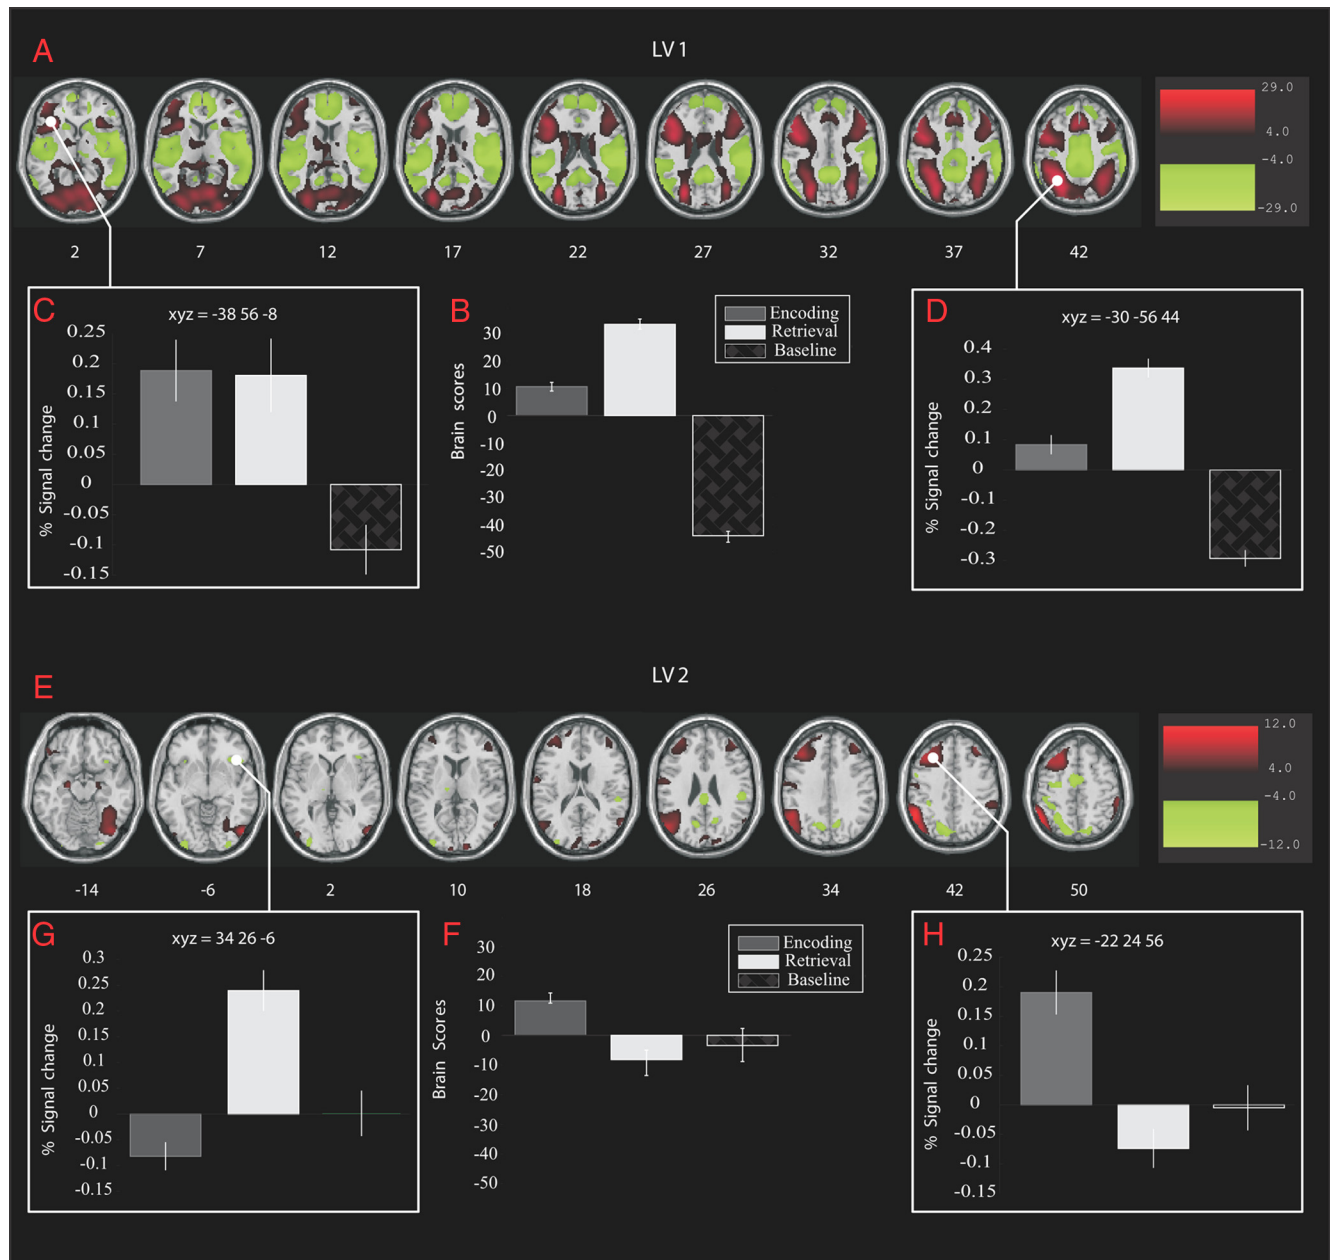 A
LV 1
29.0
4.0
-4.0
-29.0
2 7 12 17 22 27 32 37 42
C
xyz = -38 56 -8
% Signal change
0.25
0.2
0.15
0.1
0.05
0
-0.05
-0.1
-0.15
B
Encoding
Retrieval
Baseline
Brain scores
30
20
10
0
-10
-20
-30
-40
-50
D
xyz = -30 -56 44
% Signal change
0.4
0.3
0.2
0.1
0
-0.1
-0.2
-0.3
E
LV 2
12.0
4.0
-4.0
-12.0
-14 -6 2 10 18 26 34 42 50
G
xyz = 34 26 -6
% Signal change
0.3
0.25
0.2
0.15
0.1
0.05
0
-0.05
-0.1
-0.15
F
Encoding
Retrieval
Baseline
Brain Scores
30
20
10
0
-10
-20
-30
-40
-50
H
xyz = -22 24 56
% Signal change
0.25
0.2
0.15
0.1
0.05
0
-0.05
-0.1
-0.15